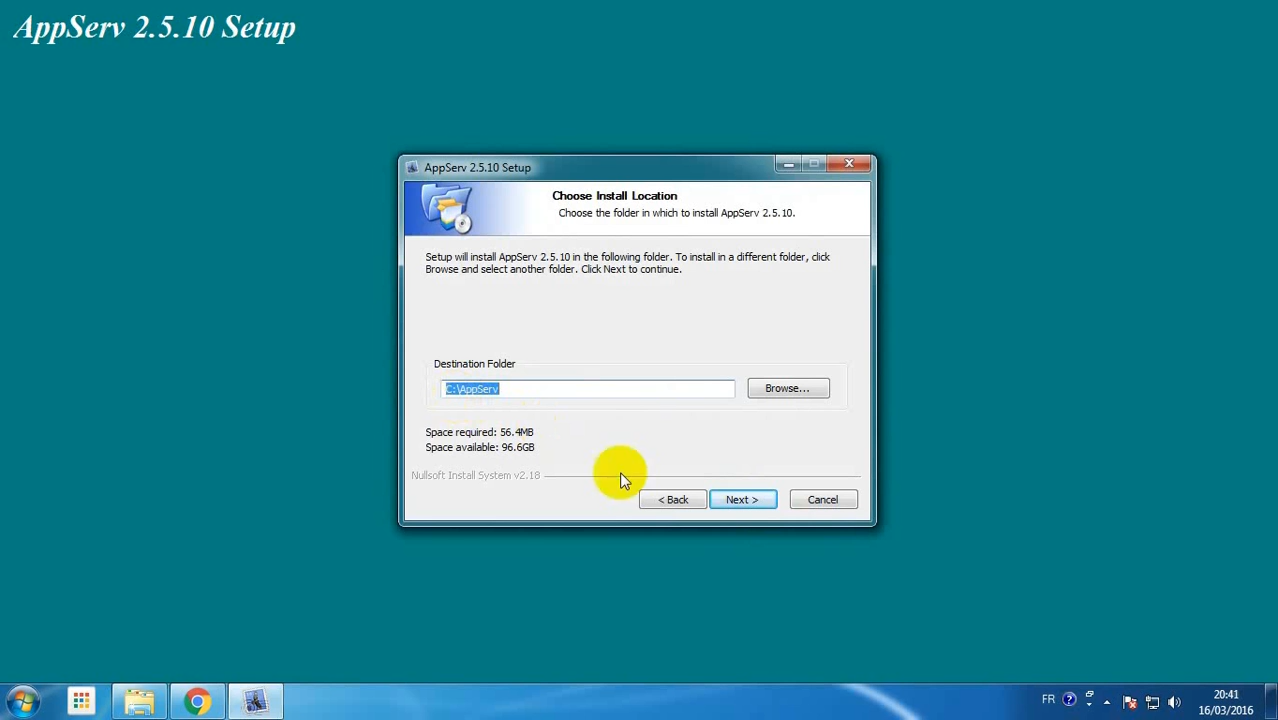 AppServ 2.5.10 Setup
AppServ 2.5.10 Setup
Choose Install Location
Choose the folder in which to install AppServ 2.5.10.
Setup will install AppServ 2.5.10 in the following folder. To install in a different folder, click
Browse and select another folder. Click Next to continue.
Destination Folder
C:\AppServ
Browse...
Space required: 56.4MB
Space available: 96.6GB
Nullsoft Install System v2.18
< Back
Next >
Cancel
FR
20:41
16/03/2016